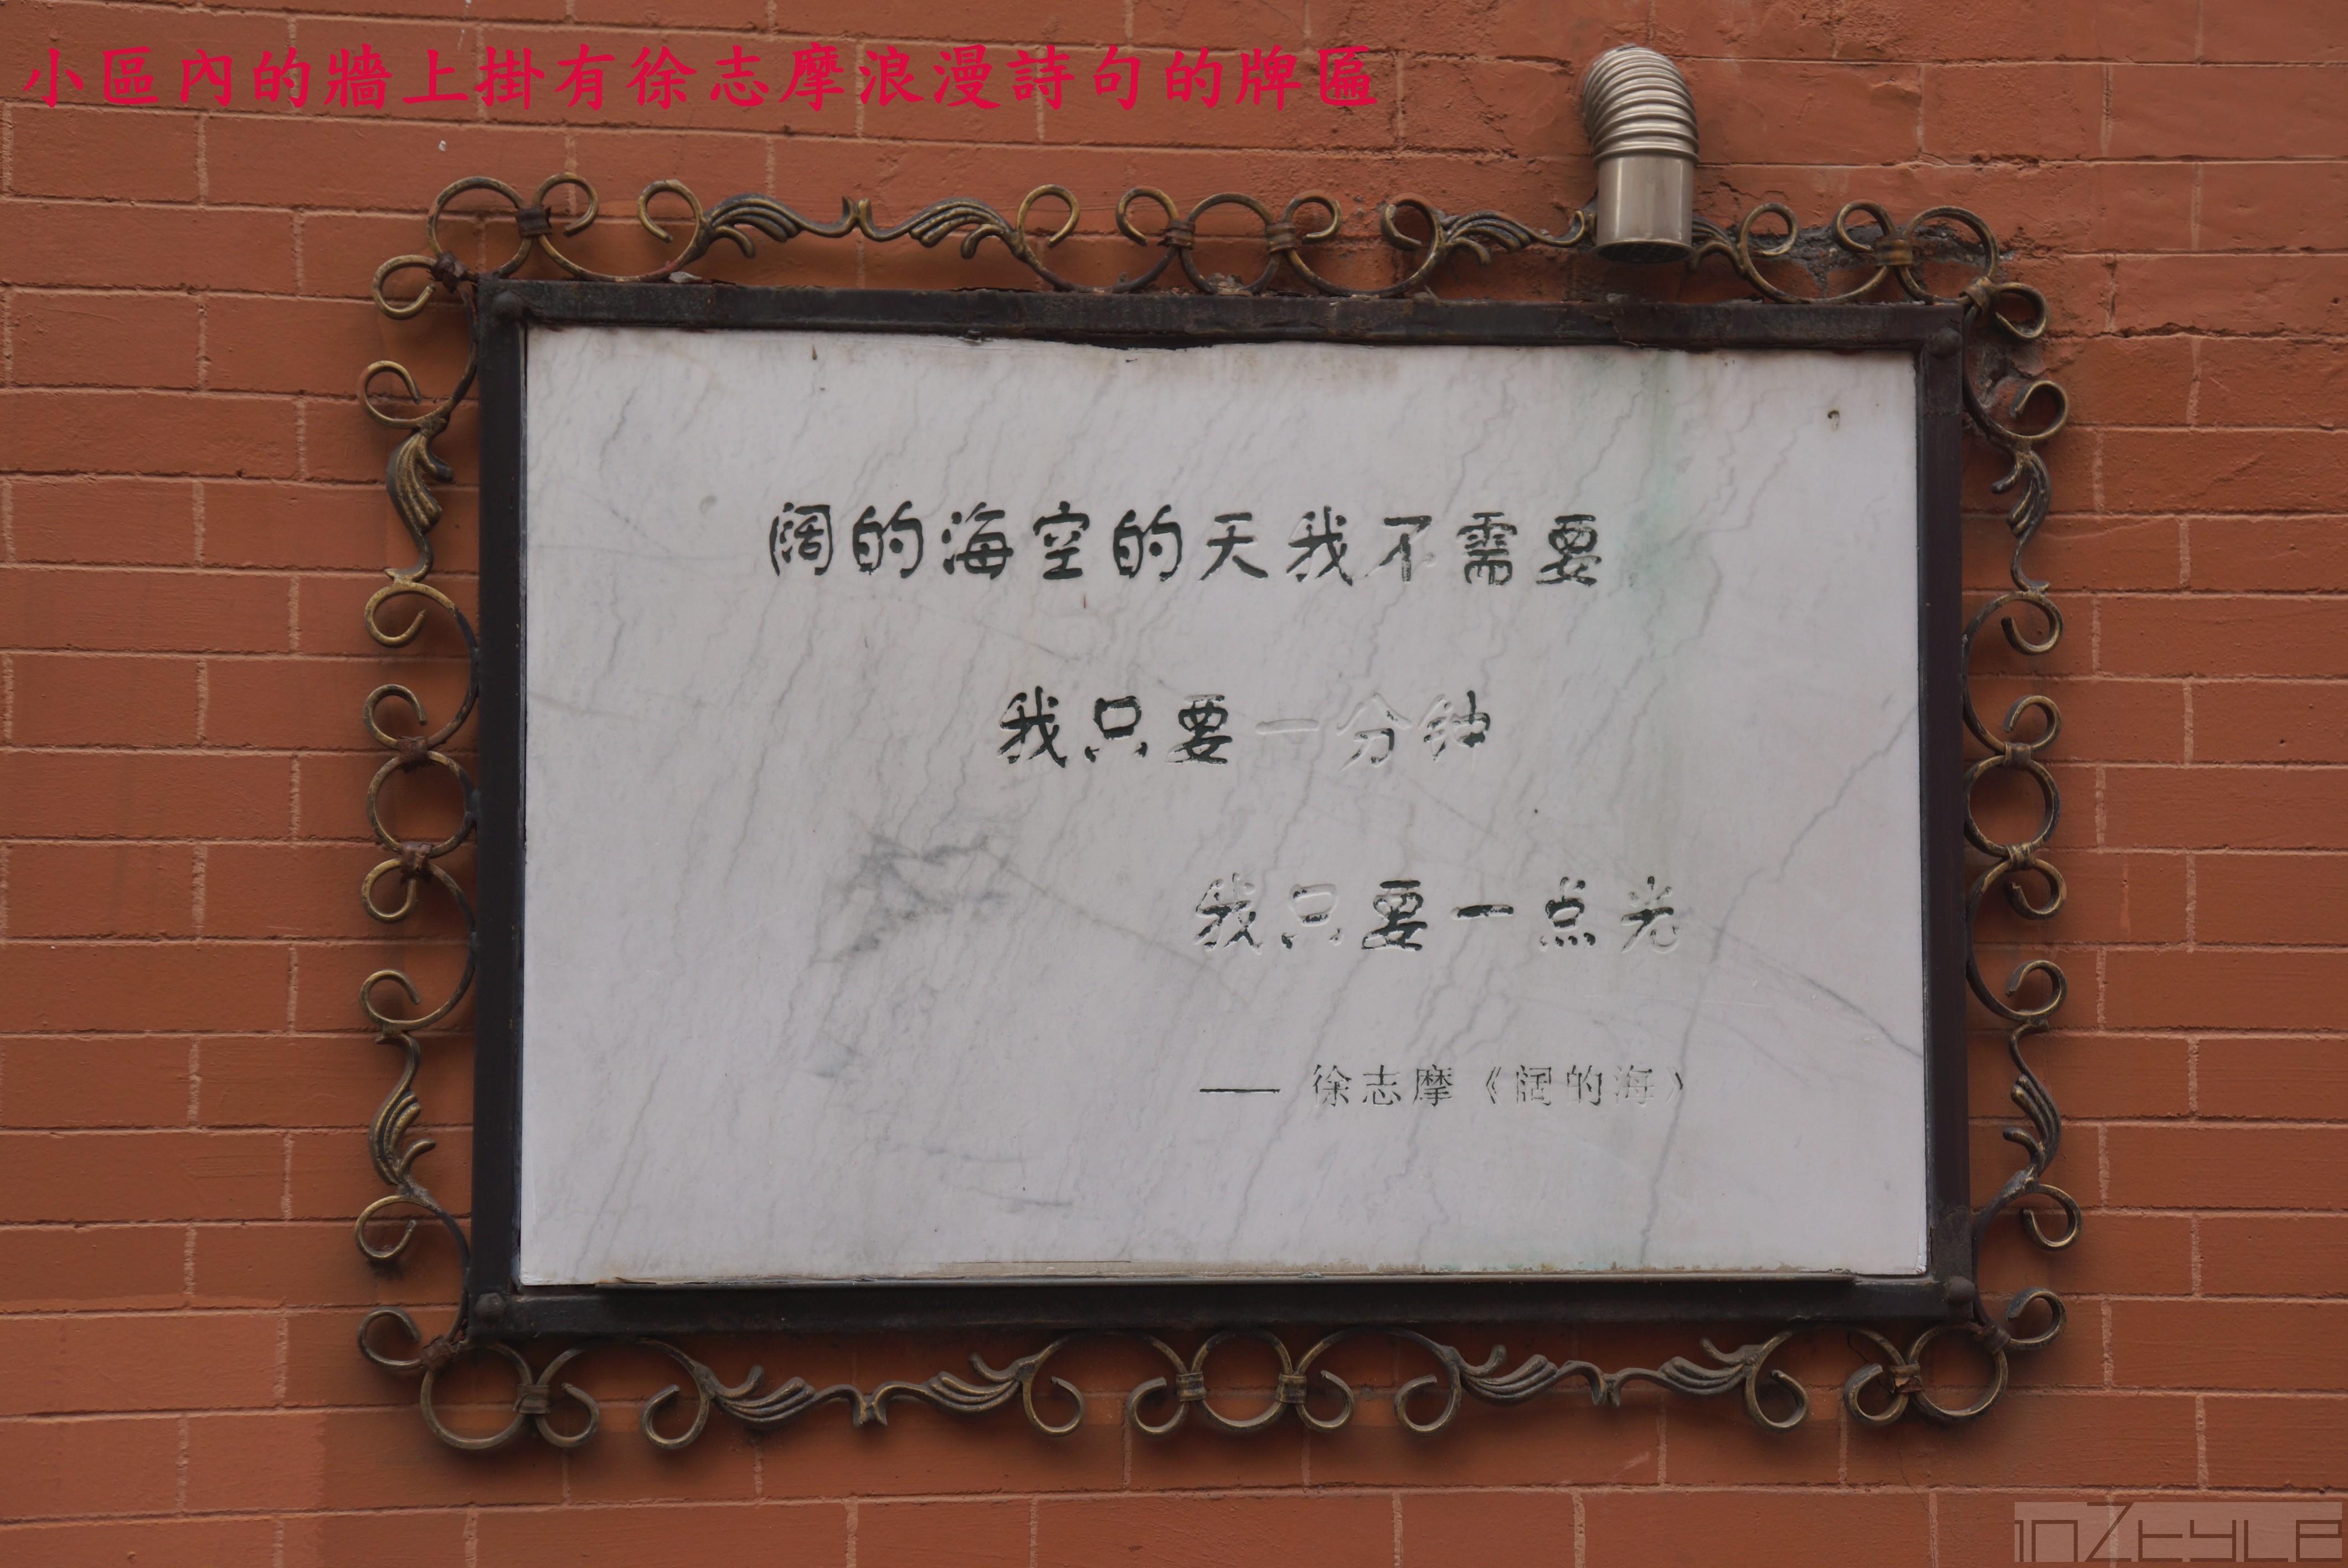 小區內的牆上掛有徐志摩浪漫詩句的牌匾
阔的海空的天我不需要
我只要一分钟
我只要一点光
—— 徐志摩《阔的海》
inZtyle